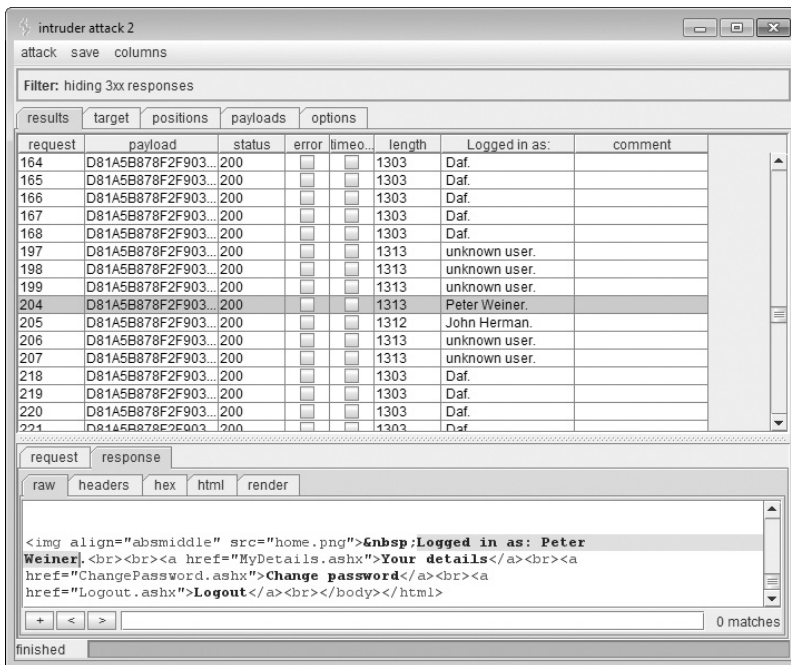 intruder attack 2
attack save columns
Filter: hiding 3xx responses
results target positions payloads options
request payload status error timeo... length Logged in as: comment
164 D81A5B878F2F903... 200 1303 Daf.
165 D81A5B878F2F903... 200 1303 Daf.
166 D81A5B878F2F903... 200 1303 Daf.
167 D81A5B878F2F903... 200 1303 Daf.
168 D81A5B878F2F903... 200 1303 Daf.
197 D81A5B878F2F903... 200 1313 unknown user.
198 D81A5B878F2F903... 200 1313 unknown user.
199 D81A5B878F2F903... 200 1313 unknown user.
204 D81A5B878F2F903... 200 1313 Peter Weiner.
205 D81A5B878F2F903... 200 1312 John Herman.
206 D81A5B878F2F903... 200 1313 unknown user.
207 D81A5B878F2F903... 200 1313 unknown user.
218 D81A5B878F2F903... 200 1303 Daf.
219 D81A5B878F2F903... 200 1303 Daf.
220 D81A5B878F2F903... 200 1303 Daf.
221 D81A5B878F2F903... 200 1303 Daf.
request response
raw headers hex html render
<img align="absmiddle" src="home.png">&nbsp;Logged in as: Peter
Weiner.<br><br><a href="MyDetails.ashx">Your details</a><br><a
href="ChangePassword.ashx">Change password</a><br><a
href="Logout.ashx">Logout</a><br></body></html>
+ < > 0 matches
finished